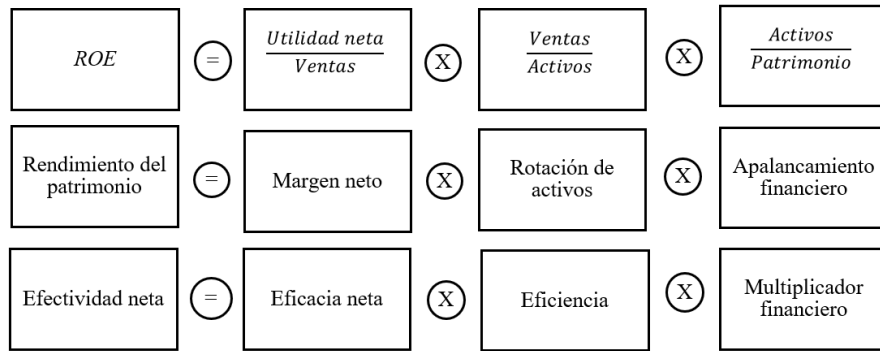 ROE = Utilidad neta / Ventas X Ventas / Activos X Activos / Patrimonio
Rendimiento del patrimonio = Margen neto X Rotación de activos X Apalancamiento financiero
Efectividad neta = Eficacia neta X Eficiencia X Multiplicador financiero